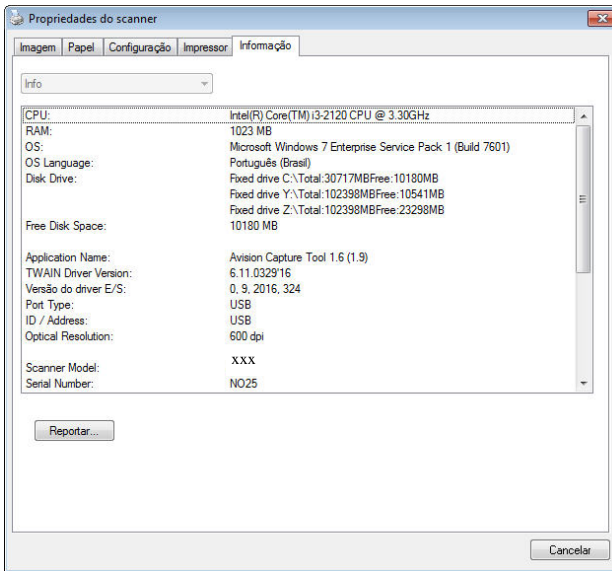 Propriedades do scanner
Imagem Papel Configuração Impressor Informação
Info
CPU: Intel(R) Core(TM) i3-2120 CPU @ 3.30GHz
RAM: 1023 MB
OS: Microsoft Windows 7 Enterprise Service Pack 1 (Build 7601)
OS Language: Português (Brasil)
Disk Drive: Fixed drive C:\Total:30717MBFree:10180MB
Fixed drive Y:\Total:102398MBFree:10541MB
Fixed drive Z:\Total:102398MBFree:23298MB
Free Disk Space: 10180 MB
Application Name: Avision Capture Tool 1.6 (1.9)
TWAIN Driver Version: 6.11.0329'16
Versão do driver E/S: 0, 9, 2016, 324
Port Type: USB
ID / Address: USB
Optical Resolution: 600 dpi
Scanner Model: xxx
Serial Number: NO25
Reportar...
Cancelar